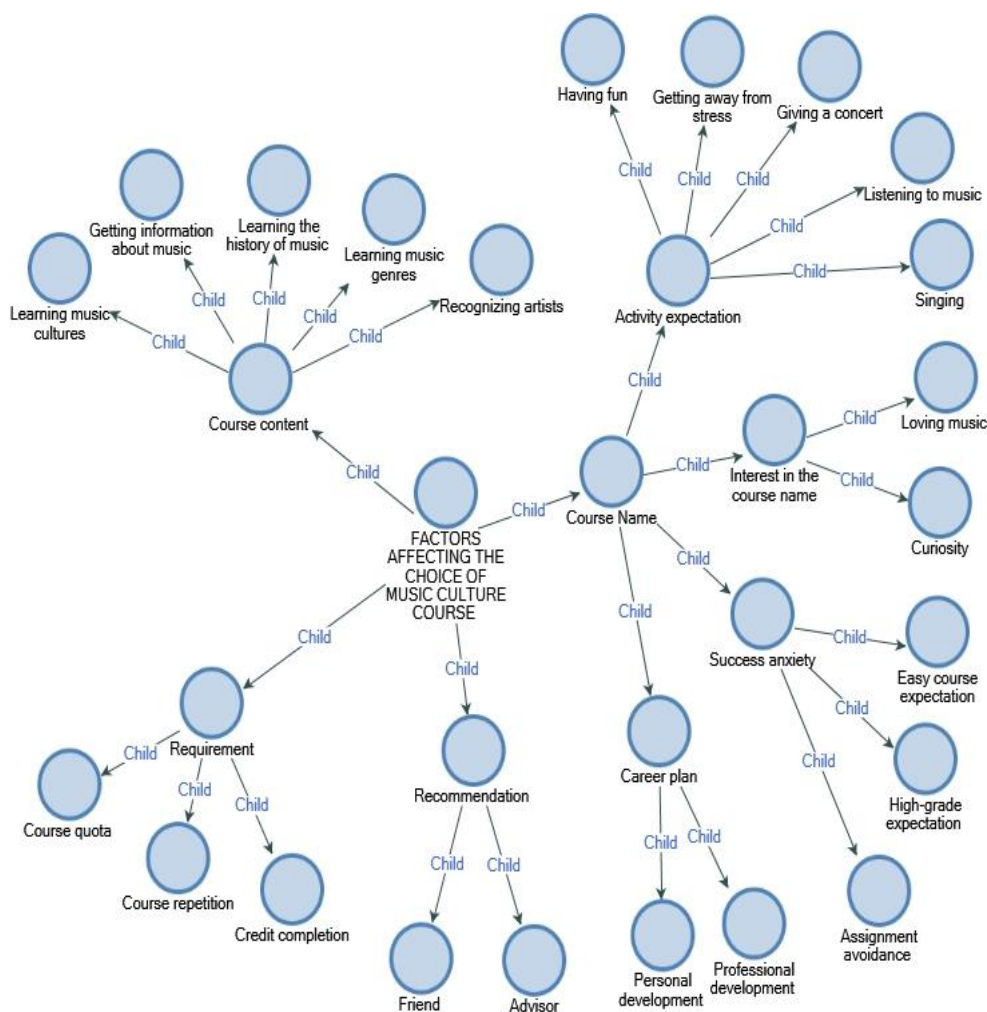 Having fun
Getting away from
stress
Giving a concert
Child
Child
Child
Listening to music
Child
Child
Singing
Activity expectation
Getting information
about music
Learning the
history of music
Learning music
genres
Learning music
cultures
Recognizing artists
Child
Child
Child
Child
Child
Course content
Child
Child
Child
Loving music
Child
Interest in the
course name
Child
Curiosity
Child
Course Name
FACTORS
AFFECTING THE
CHOICE OF
MUSIC CULTURE
COURSE
Child
Child
Success anxiety
Child
Easy course
expectation
Child
High-grade
expectation
Child
Assignment
avoidance
Child
Requirement
Child
Course quota
Child
Course repetition
Child
Credit completion
Child
Recommendation
Child
Child
Friend
Advisor
Career plan
Child
Child
Personal
development
Professional
development